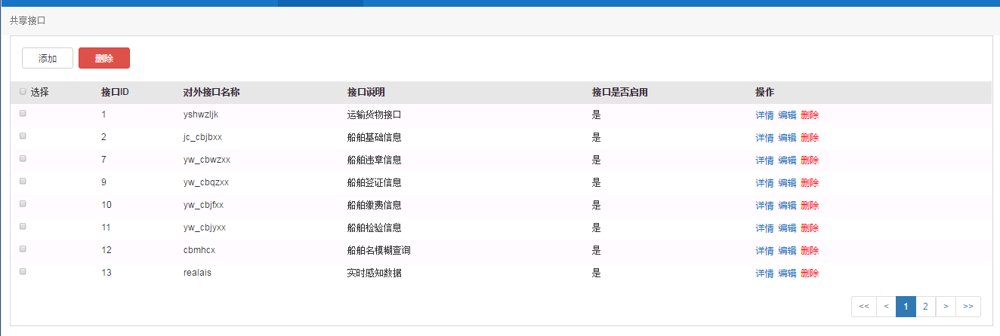 共享接口
添加 删除
选择 接口ID 对外接口名称 接口说明 接口是否启用 操作
1 yshwzljk 运输货物接口 是 详情 编辑 删除
2 jc_cbjbxx 船舶基础信息 是 详情 编辑 删除
7 yw_cbwzxx 船舶违章信息 是 详情 编辑 删除
9 yw_cbqzxx 船舶签证信息 是 详情 编辑 删除
10 yw_cbjfxx 船舶缴费信息 是 详情 编辑 删除
11 yw_cbjyxx 船舶检验信息 是 详情 编辑 删除
12 cbmhcx 船舶名模糊查询 是 详情 编辑 删除
13 realais 实时感知数据 是 详情 编辑 删除
<< < 1 2 > >>